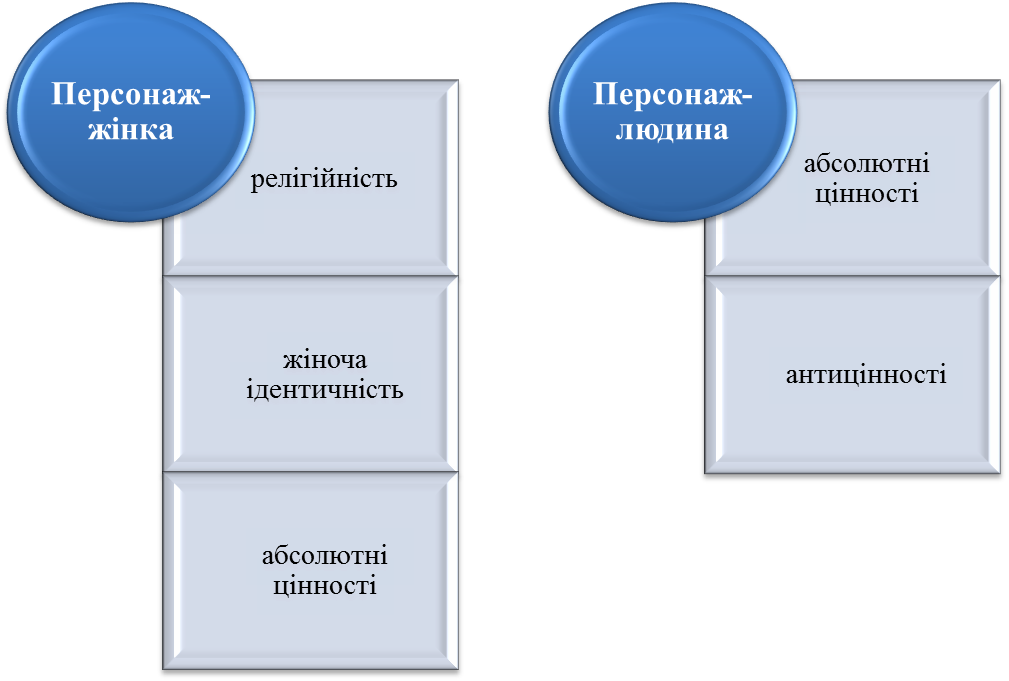 Персонаж-
жінка
релігійність
жіноча
ідентичність
абсолютні
цінності
Персонаж-
людина
абсолютні
цінності
антицінності